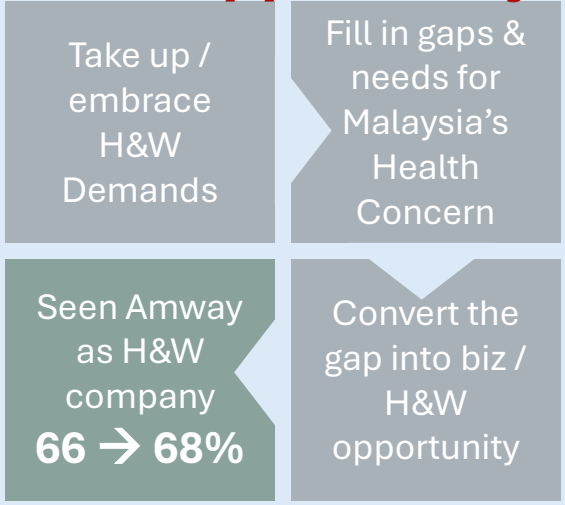 Take up /
embrace
H&W
Demands
Fill in gaps &
needs for
Malaysia's
Health
Concern
Convert the
gap into biz /
H&W
opportunity
Seen Amway
as H&W
company
66 → 68%